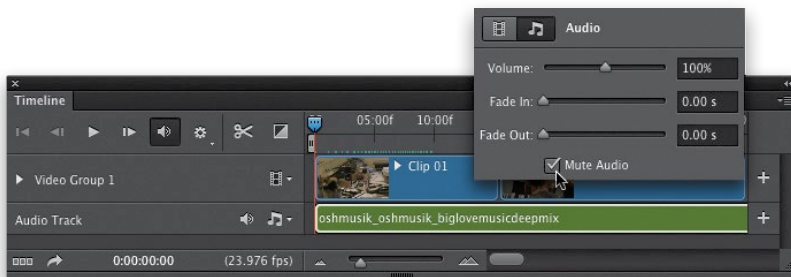 Audio
Volume: 100%
Fade In: 0.00 s
Fade Out: 0.00 s
Mute Audio
Timeline
05:00f 10:00f
Video Group 1
Clip 01
Audio Track
oshmusik_oshmusik_biglovemusicdeepmix
0:00:00:00 (23.976 fps)